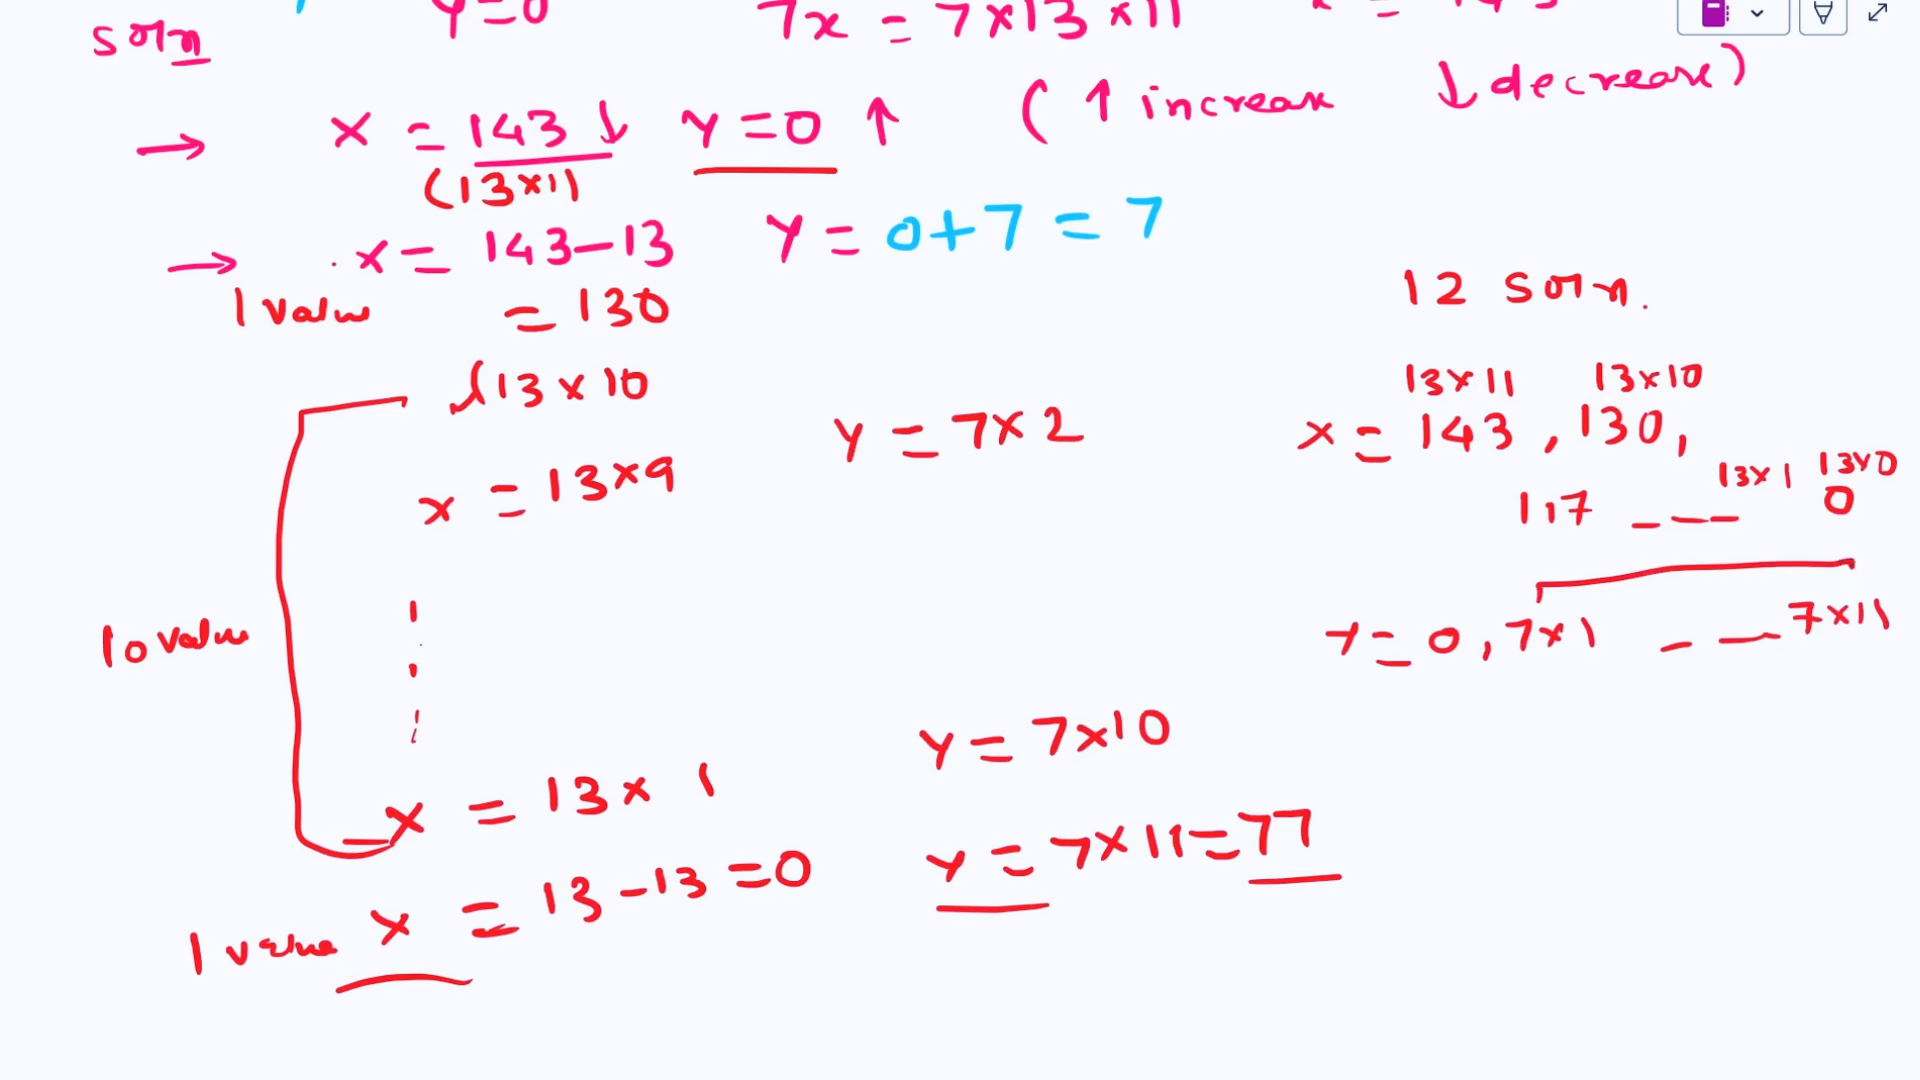 y=0 7x = 7×13×11
soln
→ x = 143 ↓ y = 0 ↑ ( ↑ increase ↓ decrease)
(13×11)
→ x = 143-13 y = 0+7 = 7
1 value = 130 12 soln.
13×10 y = 7×2 13×11 13×10
x = 143, 130,
x = 13×9 13×1 13×0
117 --- 0
10 value y = 0, 7×1 -- 7×11
y = 7×10
x = 13×1
y = 7×11 = 77
1 value x = 13-13 = 0